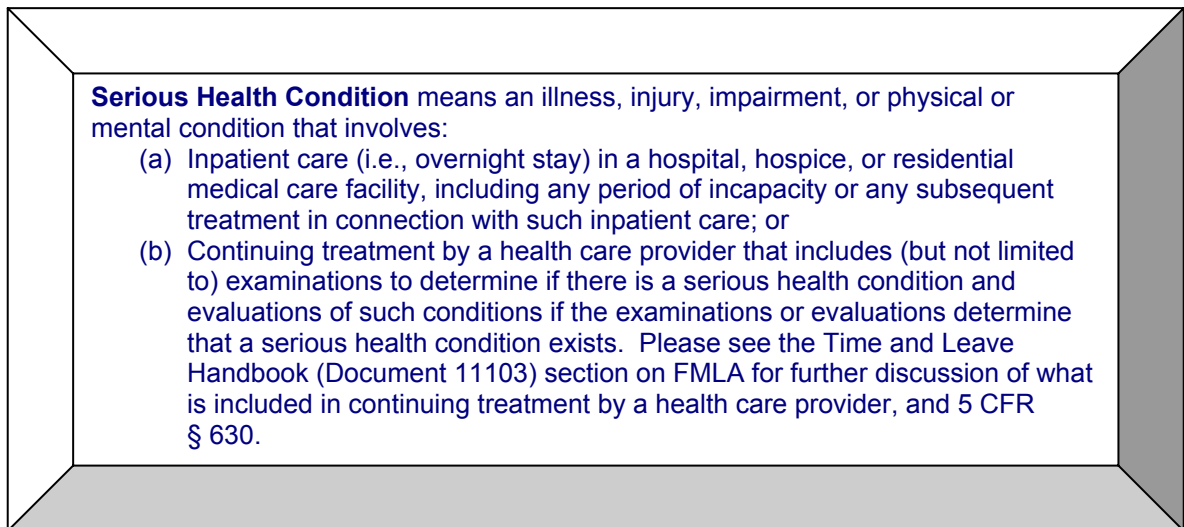 Serious Health Condition means an illness, injury, impairment, or physical or
mental condition that involves:
(a) Inpatient care (i.e., overnight stay) in a hospital, hospice, or residential
medical care facility, including any period of incapacity or any subsequent
treatment in connection with such inpatient care; or
(b) Continuing treatment by a health care provider that includes (but not limited
to) examinations to determine if there is a serious health condition and
evaluations of such conditions if the examinations or evaluations determine
that a serious health condition exists.  Please see the Time and Leave
Handbook (Document 11103) section on FMLA for further discussion of what
is included in continuing treatment by a health care provider, and 5 CFR
§ 630.